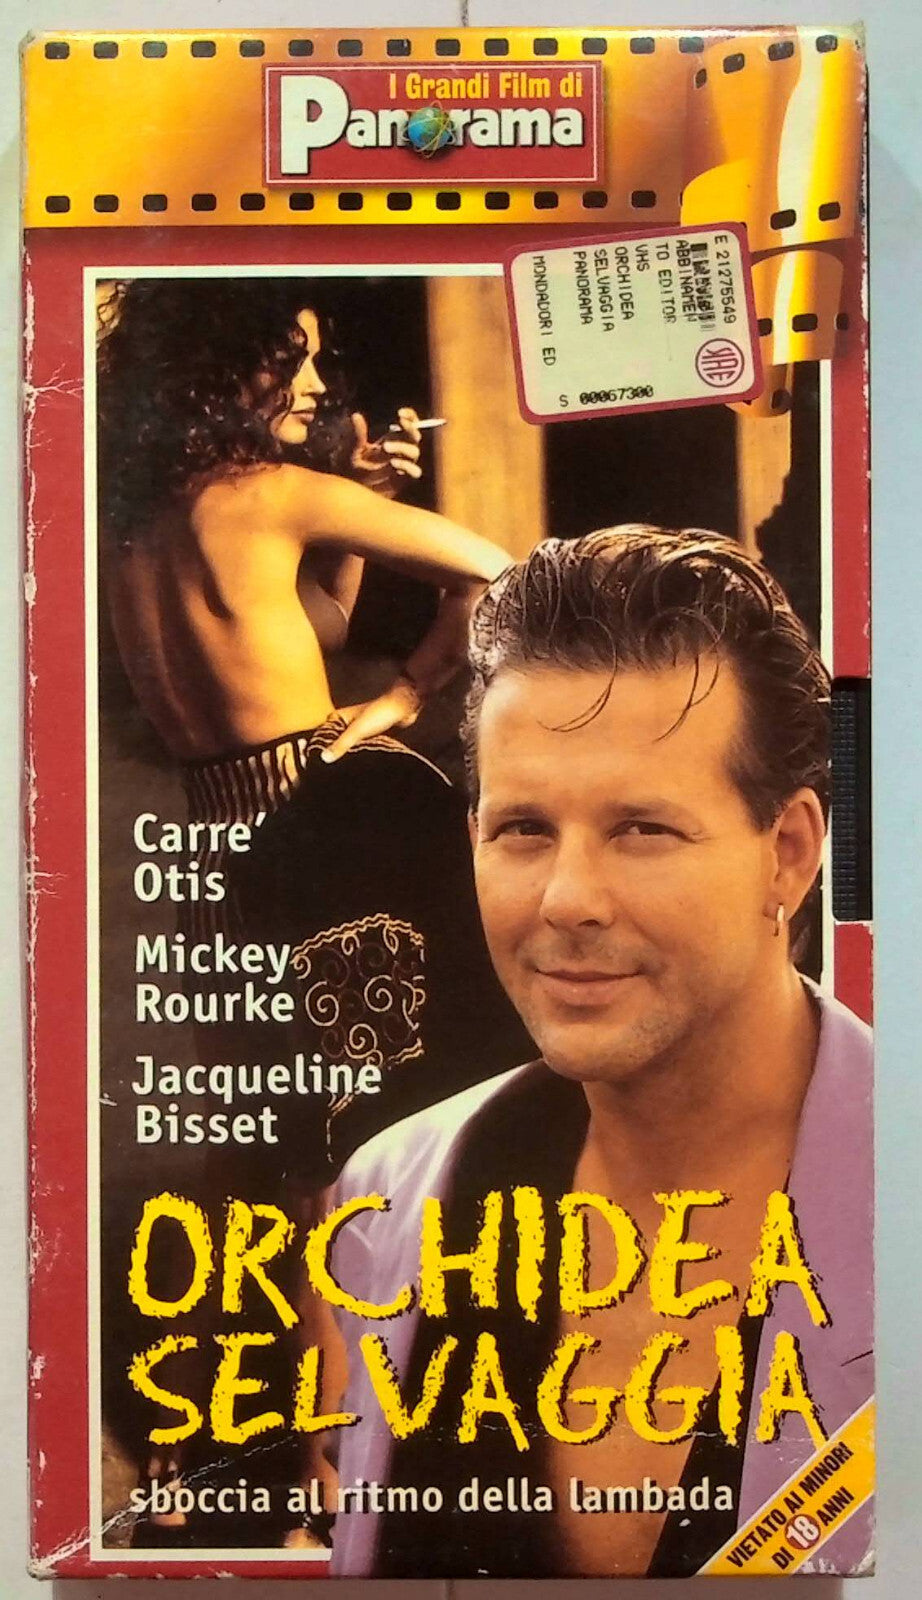 I Grandi Film di
Panorama
E 21275549
ABBINAMEN
TO EDITOR
VHS
ORCHIDEA
SELVAGGIA
PANORAMA
MONDADORI ED
S 00067300
Carre'
Otis
Mickey
Rourke
Jacqueline
Bisset
ORCHIDEA
SELVAGGIA
sboccia al ritmo della lambada
VIETATO AI MINORI
DI 18 ANNI